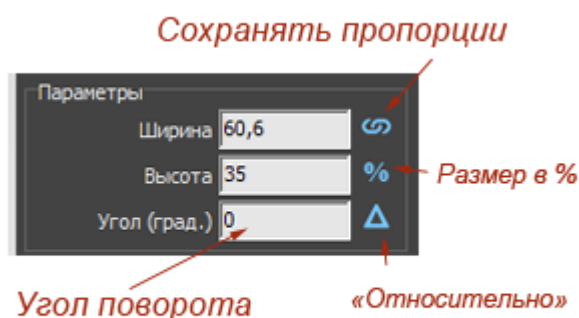 Сохранять пропорции
Параметры
Ширина 60,6
Высота 35 % Размер в %
Угол (град.) 0
Угол поворота «Относительно»